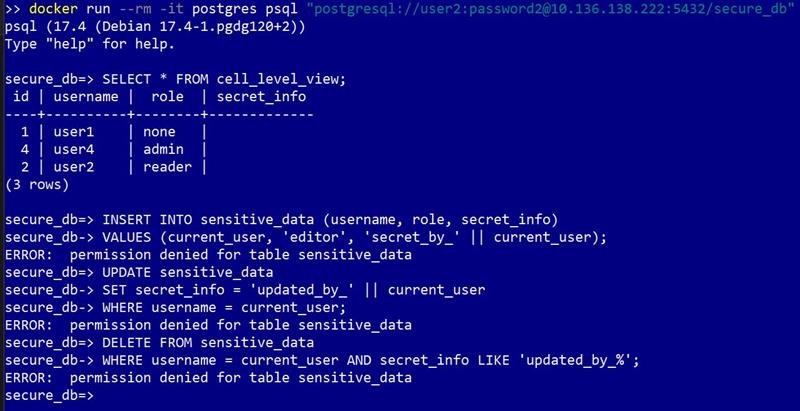 >> docker run --rm -it postgres psql "postgresql://user2:password2@10.136.138.222:5432/secure_db"
psql (17.4 (Debian 17.4-1.pgdg120+2))
Type "help" for help.

secure_db=> SELECT * FROM cell_level_view;
 id | username |  role  | secret_info
----+----------+--------+-------------
  1 | user1    | none   |
  4 | user4    | admin  |
  2 | user2    | reader |
(3 rows)

secure_db=> INSERT INTO sensitive_data (username, role, secret_info)
secure_db-> VALUES (current_user, 'editor', 'secret_by_' || current_user);
ERROR:  permission denied for table sensitive_data
secure_db=> UPDATE sensitive_data
secure_db-> SET secret_info = 'updated_by_' || current_user
secure_db-> WHERE username = current_user;
ERROR:  permission denied for table sensitive_data
secure_db=> DELETE FROM sensitive_data
secure_db-> WHERE username = current_user AND secret_info LIKE 'updated_by_%';
ERROR:  permission denied for table sensitive_data
secure_db=>